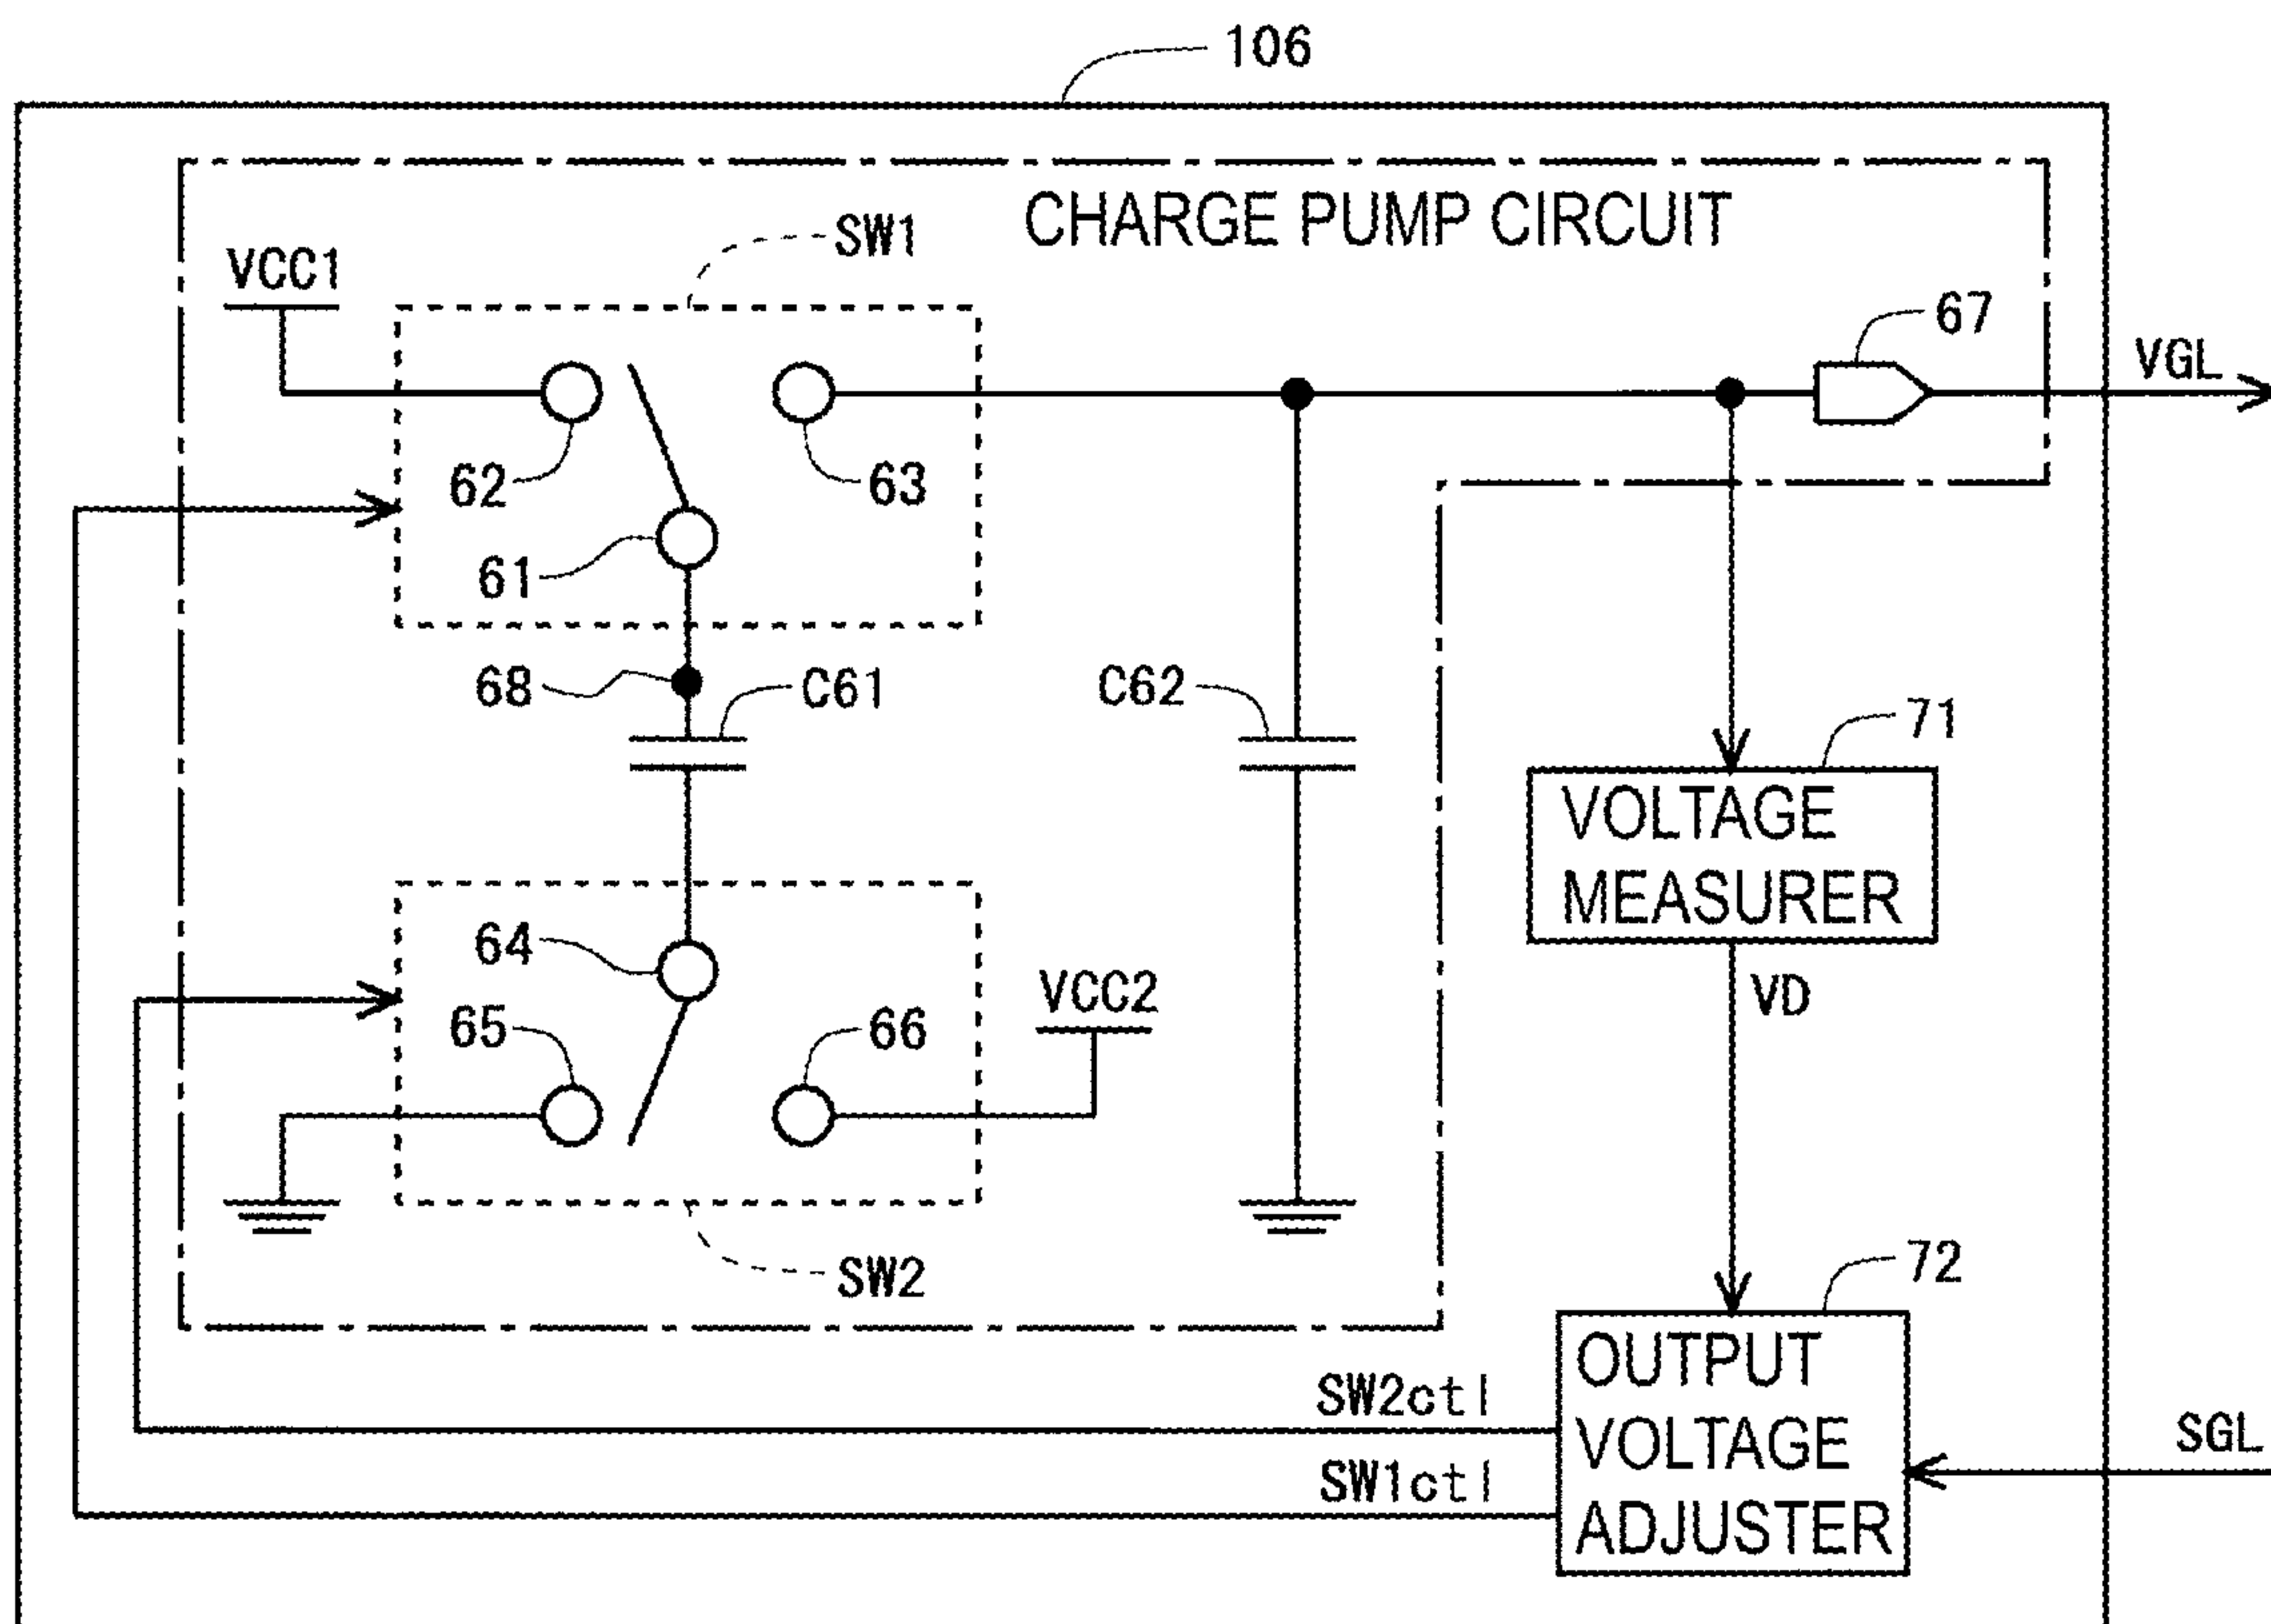 106
CHARGE PUMP CIRCUIT
SW1
VCC1
67
VGL
62
63
61
68
C61
C62
71
VOLTAGE
MEASURER
64
VCC2
VD
65
66
SW2
72
OUTPUT
VOLTAGE
ADJUSTER
SW2ctl
SGL
SW1ctl